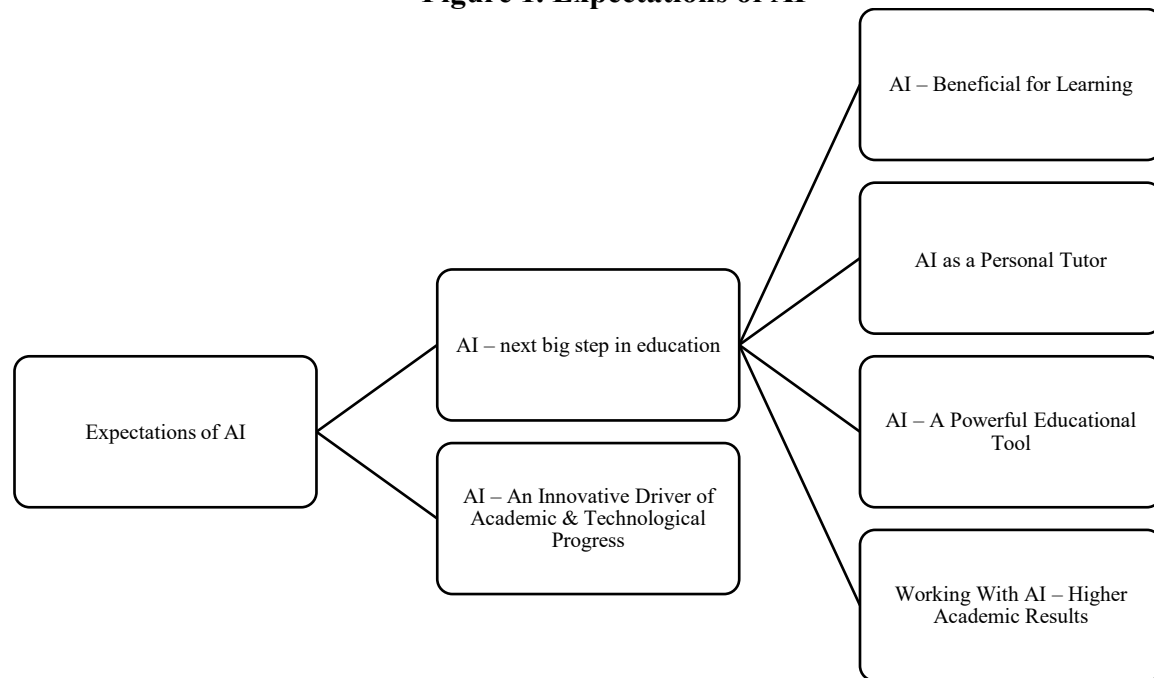 Figure 1. Expectations of AI
AI – Beneficial for Learning
AI as a Personal Tutor
AI – next big step in education
Expectations of AI
AI – A Powerful Educational
Tool
AI – An Innovative Driver of
Academic & Technological
Progress
Working With AI – Higher
Academic Results